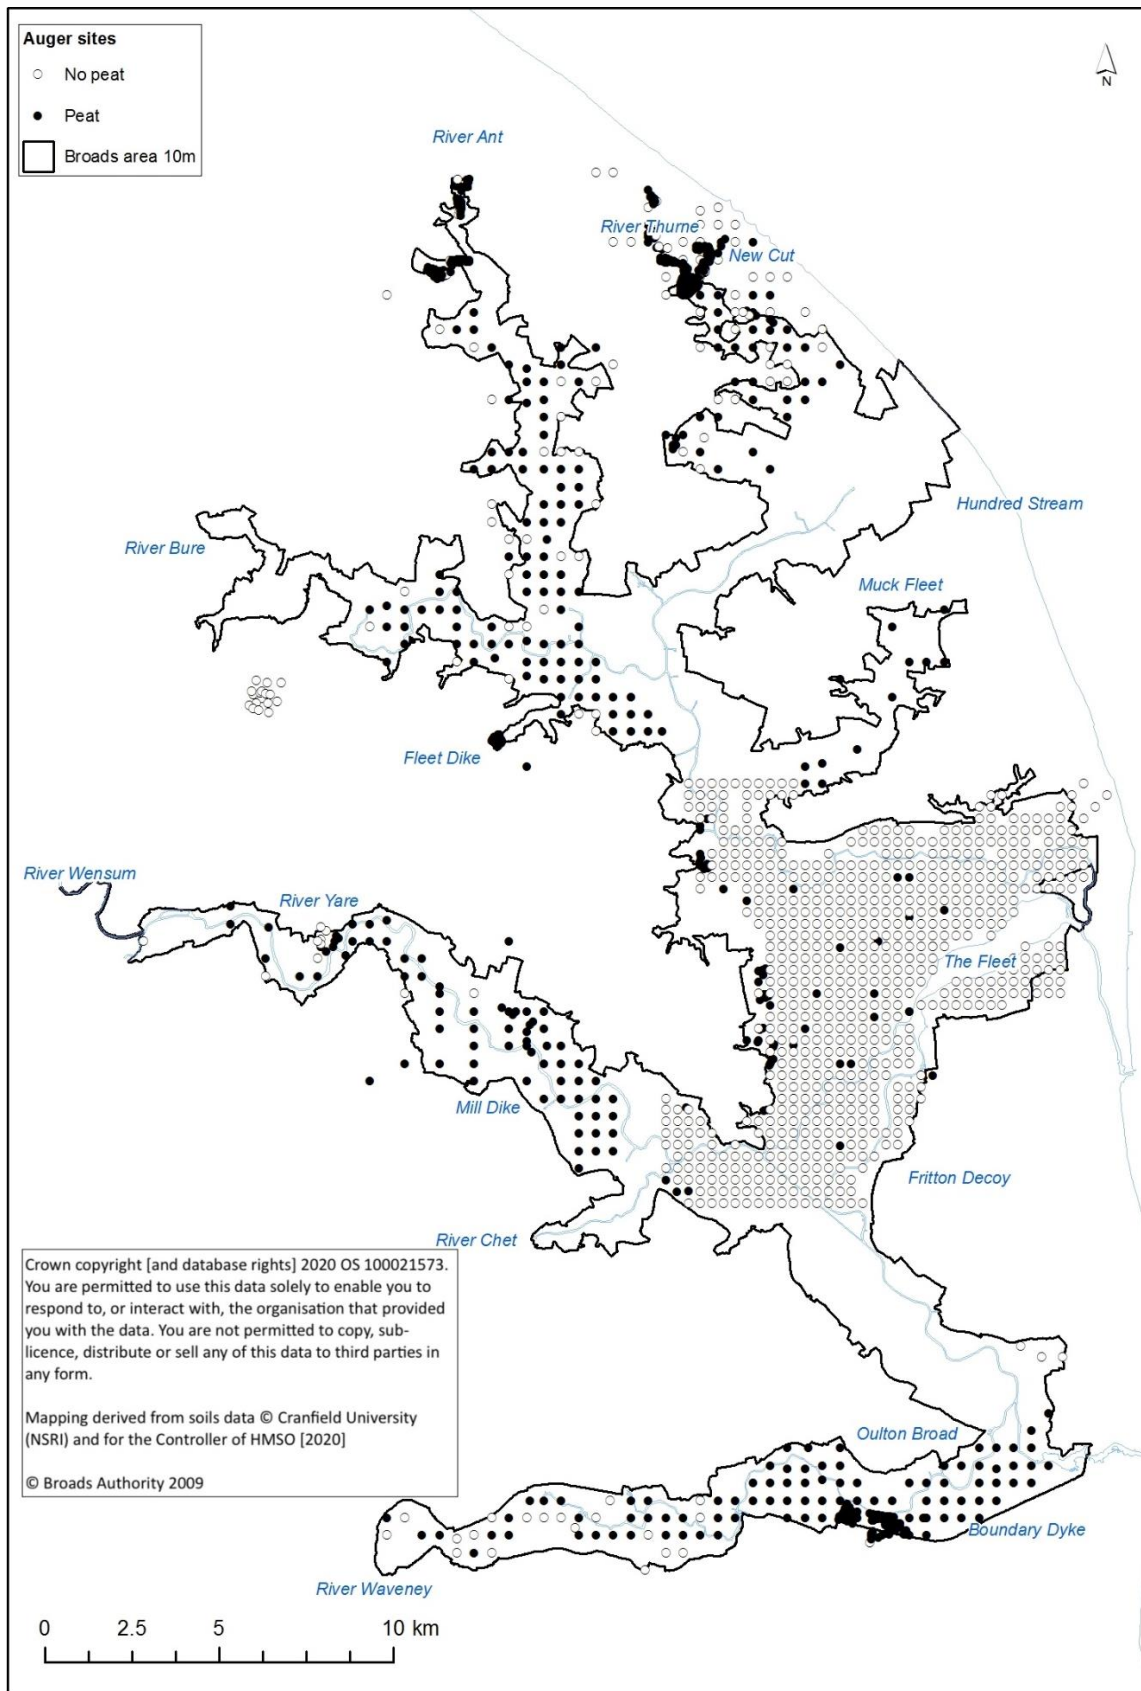 Auger sites
No peat
Peat
Broads area 10m
N
River Ant
River Thurne
New Cut
Hundred Stream
River Bure
Muck Fleet
Fleet Dike
River Wensum
River Yare
The Fleet
Mill Dike
Fritton Decoy
River Chet
Crown copyright [and database rights] 2020 OS 100021573.
You are permitted to use this data solely to enable you to
respond to, or interact with, the organisation that provided
you with the data. You are not permitted to copy, sub-
licence, distribute or sell any of this data to third parties in
any form.
Mapping derived from soils data © Cranfield University
(NSRI) and for the Controller of HMSO [2020]
© Broads Authority 2009
Oulton Broad
Boundary Dyke
River Waveney
0 2.5 5 10 km